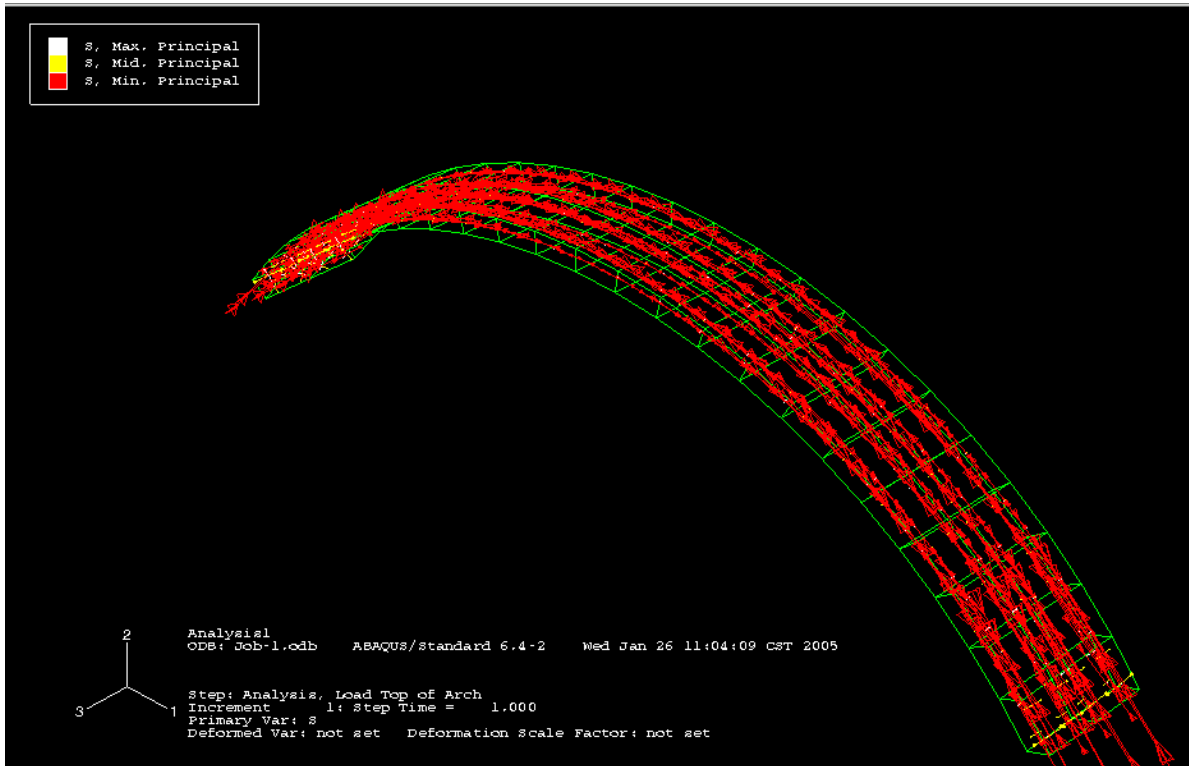 S, Max. Principal
S, Mid. Principal
S, Min. Principal
2
3
1
Analysis1
ODB: Job-1.odb ABAQUS/Standard 6.4-2 Wed Jan 26 11:04:09 CST 2005
Step: Analysis, Load Top of Arch
Increment 1: Step Time = 1.000
Primary Var: S
Deformed Var: not set Deformation Scale Factor: not set